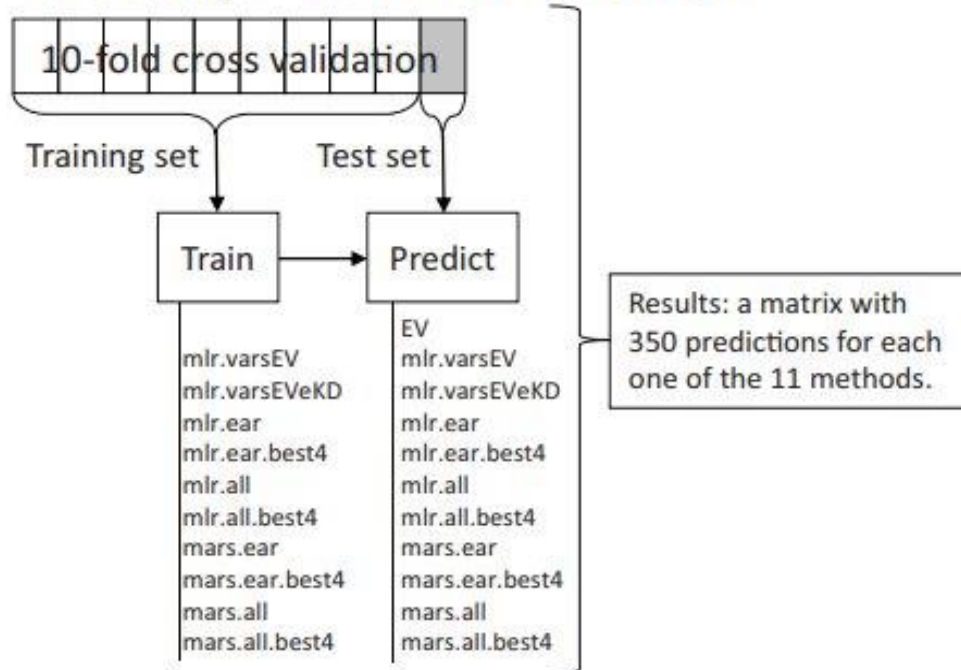 10-fold cross validation
Training set
Test set
Train
Predict
mlr.varsEV
mlr.varsEVeKD
mlr.ear
mlr.ear.best4
mlr.all
mlr.all.best4
mars.ear
mars.ear.best4
mars.all
mars.all.best4
EV
mlr.varsEV
mlr.varsEVeKD
mlr.ear
mlr.ear.best4
mlr.all
mlr.all.best4
mars.ear
mars.ear.best4
mars.all
mars.all.best4
Results: a matrix with
350 predictions for each
one of the 11 methods.